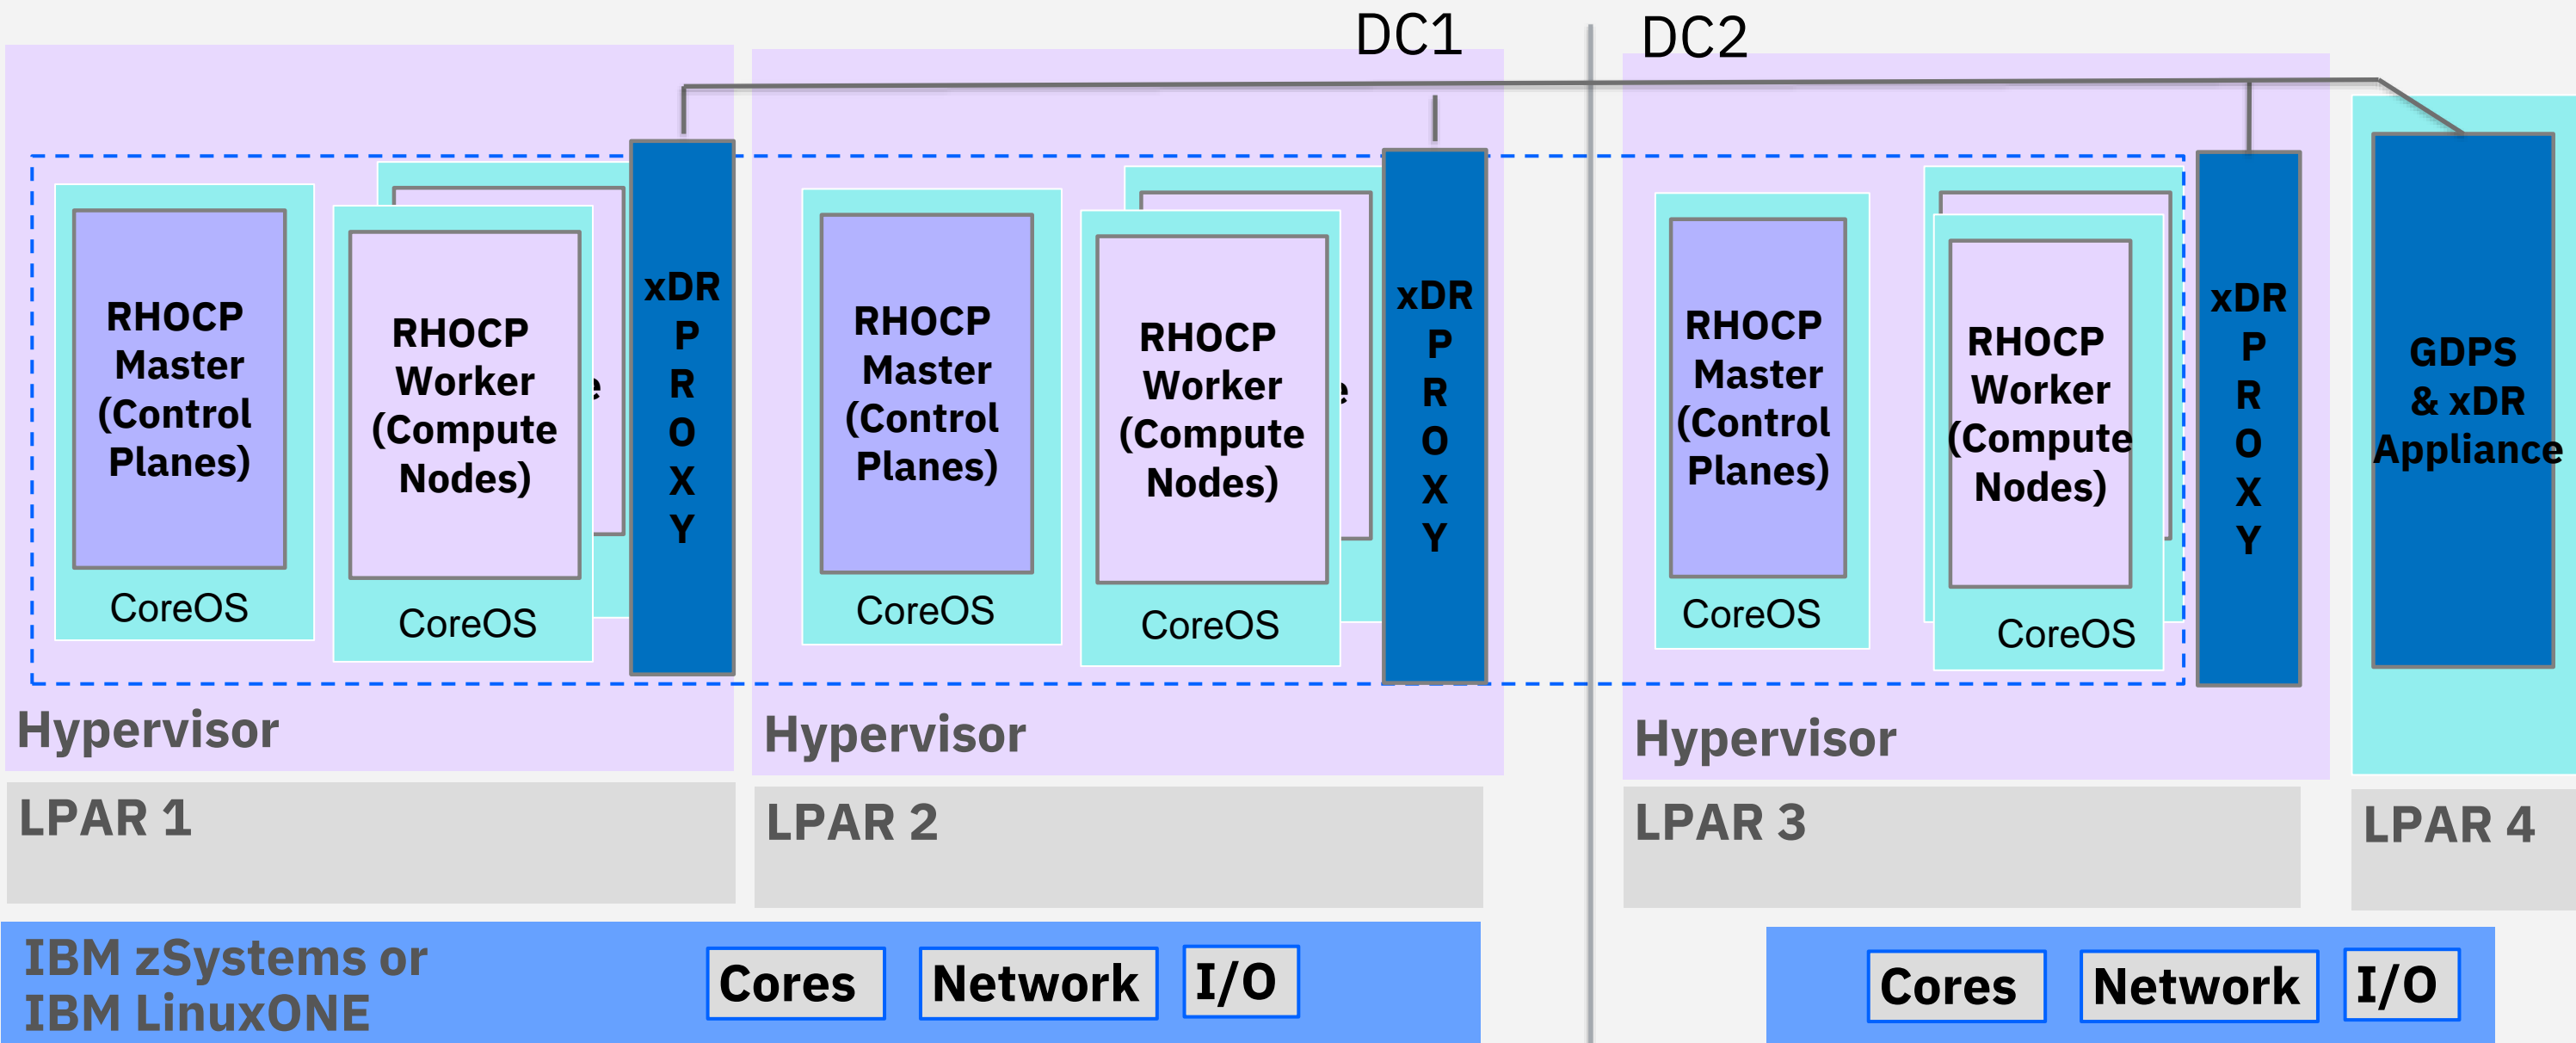 DC1
DC2
RHOCP
Master
(Control
Planes)
CoreOS
RHOCP
Worker
(Compute
Nodes)
e
CoreOS
xDR
P
R
O
X
Y
Hypervisor
LPAR 1
RHOCP
Master
(Control
Planes)
CoreOS
RHOCP
Worker
(Compute
Nodes)
e
CoreOS
xDR
P
R
O
X
Y
Hypervisor
LPAR 2
RHOCP
Master
(Control
Planes)
CoreOS
RHOCP
Worker
(Compute
Nodes)
CoreOS
xDR
P
R
O
X
Y
Hypervisor
LPAR 3
GDPS
& xDR
Appliance
LPAR 4
IBM zSystems or
IBM LinuxONE
Cores
Network
I/O
Cores
Network
I/O